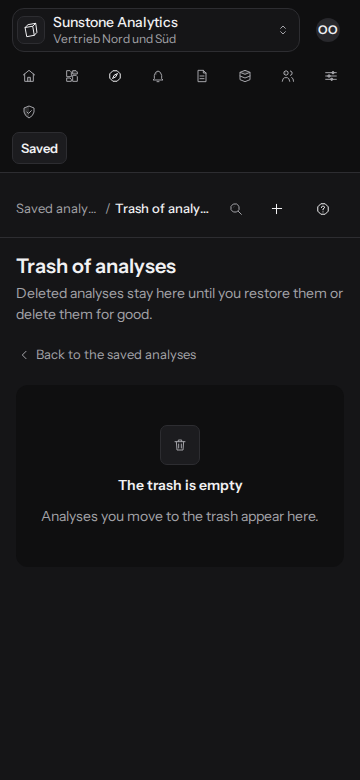 Sunstone Analytics
Vertrieb Nord und Süd
OO
Saved
Saved analy... / Trash of analy...
Trash of analyses
Deleted analyses stay here until you restore them or
delete them for good.
Back to the saved analyses
The trash is empty
Analyses you move to the trash appear here.